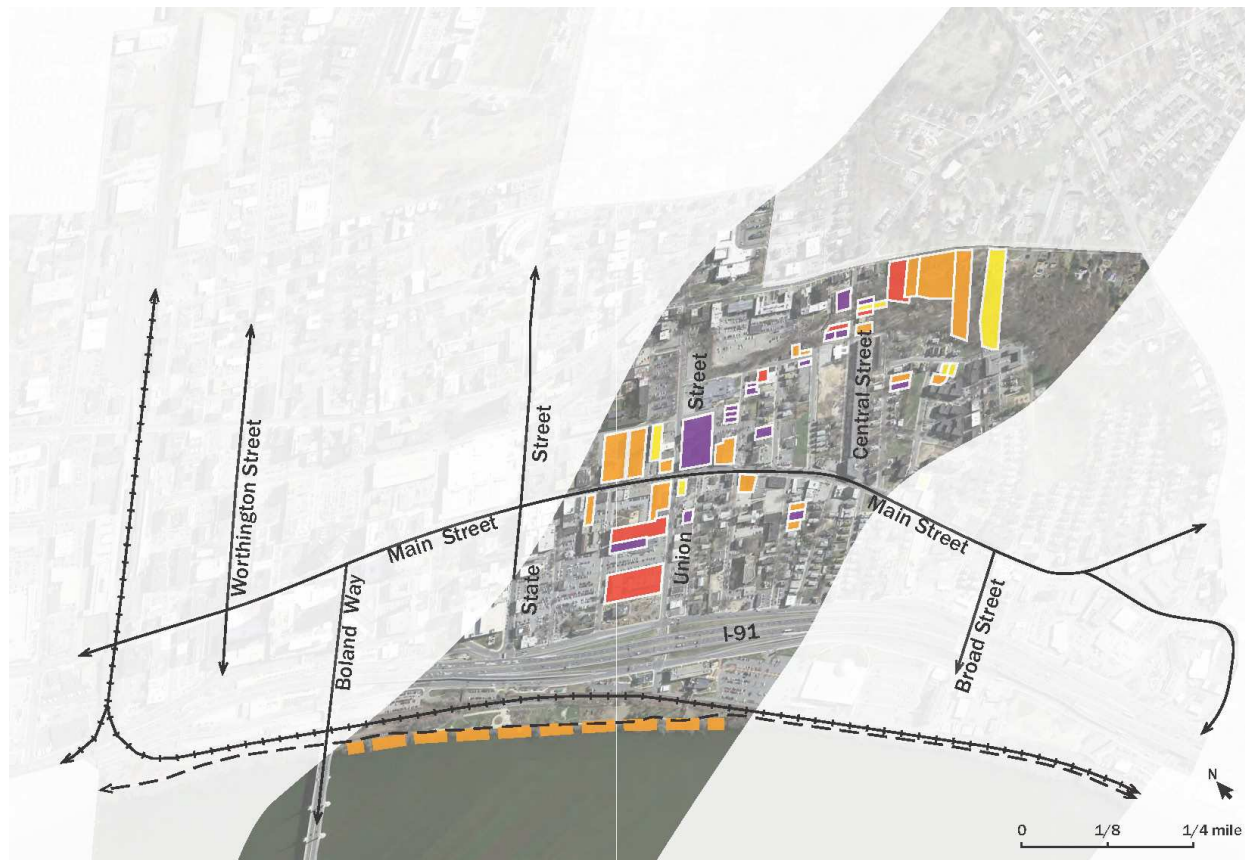 Worthington Street
Main Street
Boland Way
State
Street
Union
Street
Central Street
Main Street
Broad Street
I-91
N
0 1/8 1/4 mile